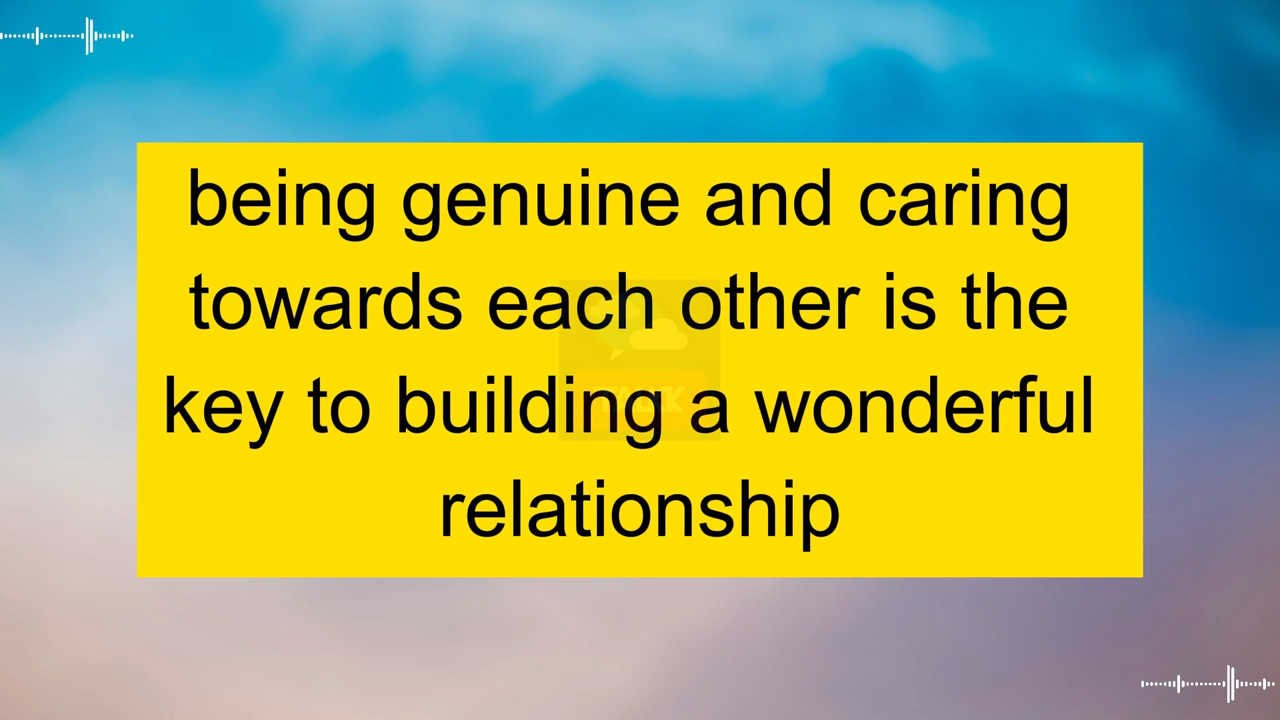 being genuine and caring
towards each other is the
key to building a wonderful
relationship